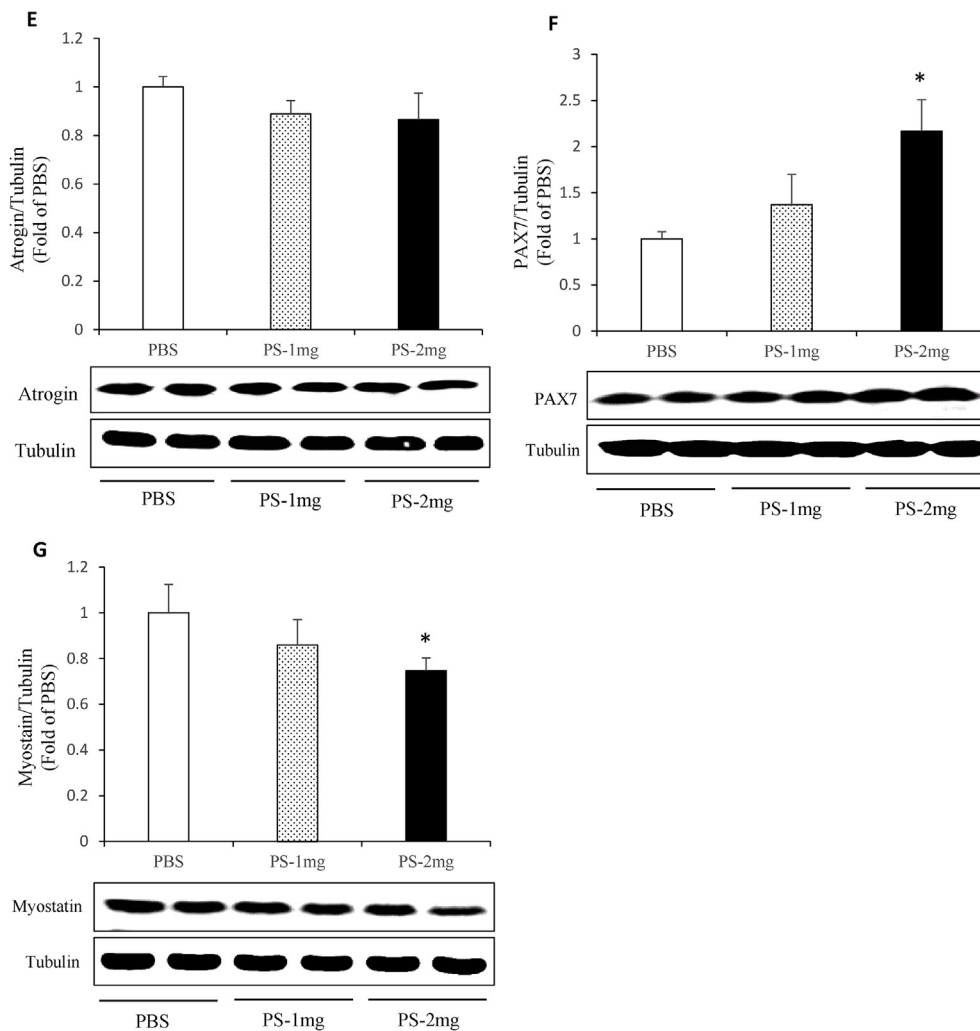 E
Atrogin/Tubulin
(Fold of PBS)
1.2
1
0.8
0.6
0.4
0.2
0
PBS PS-1mg PS-2mg
Atrogin
Tubulin
PBS PS-1mg PS-2mg
F
PAX7/Tubulin
(Fold of PBS)
3
2.5
2
1.5
1
0.5
0
*
PBS PS-1mg PS-2mg
PAX7
Tubulin
PBS PS-1mg PS-2mg
G
Myostain/Tubulin
(Fold of PBS)
1.2
1
0.8
0.6
0.4
0.2
0
*
PBS PS-1mg PS-2mg
Myostatin
Tubulin
PBS PS-1mg PS-2mg